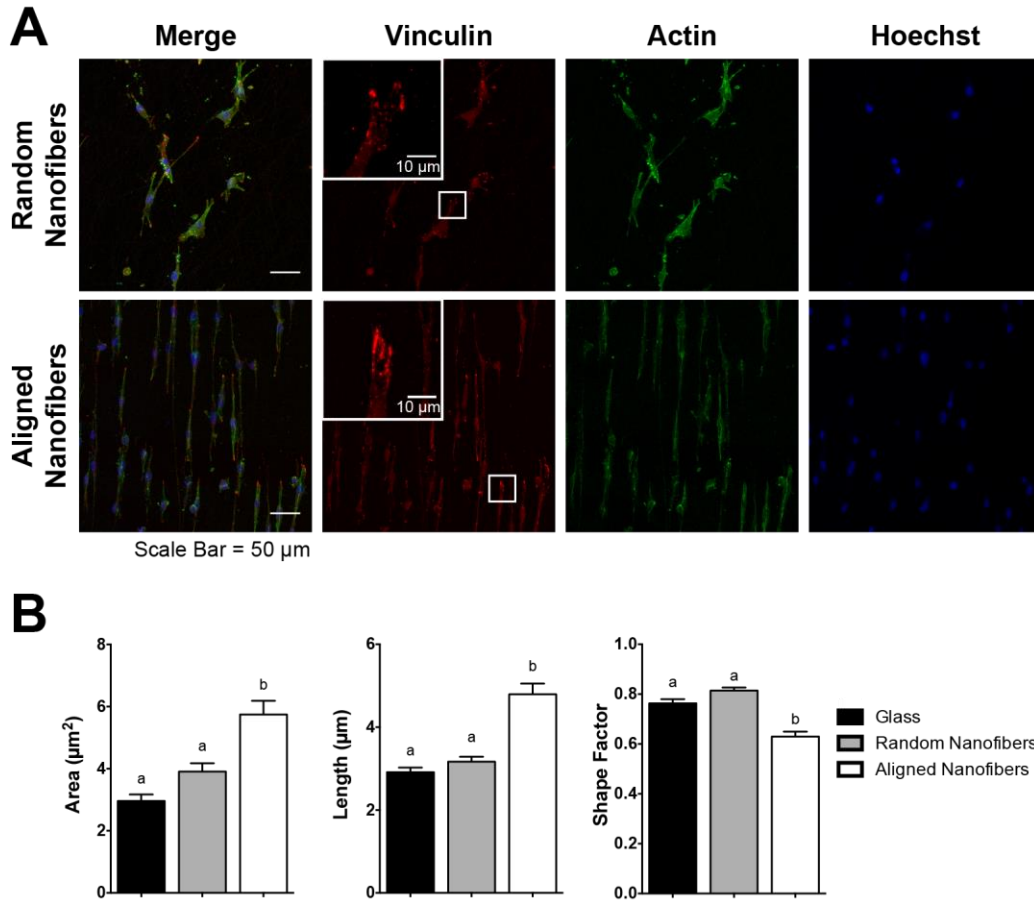 A
Merge Vinculin Actin Hoechst
Random
Nanofibers
10 µm
Aligned
Nanofibers
10 µm
Scale Bar = 50 µm
B
Area (µm²)
8
6
4
2
0
a
a
b
Length (µm)
6
4
2
0
a
a
b
Shape Factor
1.0
0.8
0.6
0.4
0.2
0.0
a
a
b
Glass
Random Nanofibers
Aligned Nanofibers